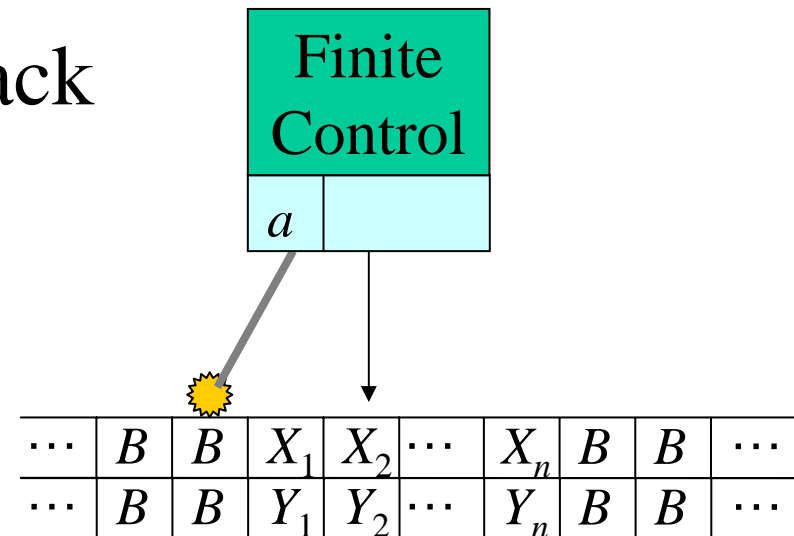 ack
Finite
Control
a
⋯ B B X₁ X₂ ⋯ Xₙ B B ⋯
⋯ B B Y₁ Y₂ ⋯ Yₙ B B ⋯